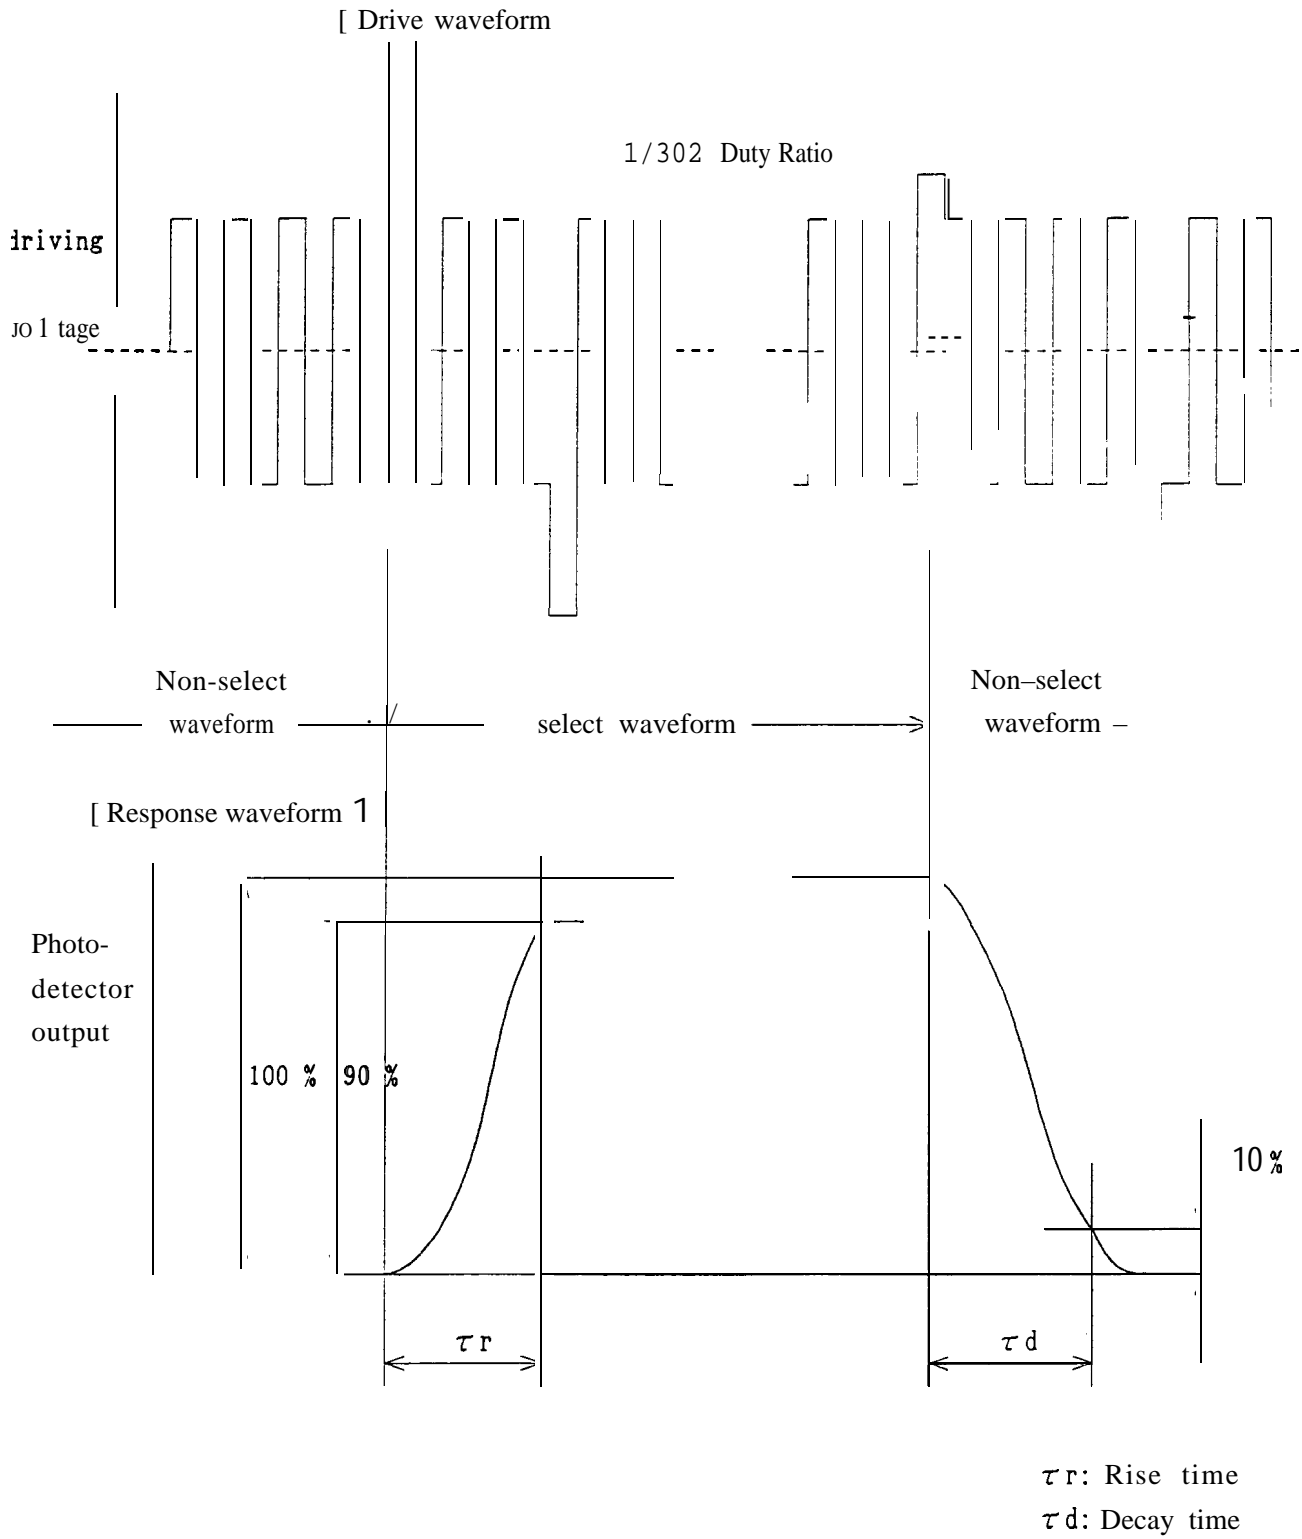 [ Drive waveform
1/302 Duty Ratio
driving
JO 1 tage
Non-select
waveform
select waveform
Non–select
waveform –
[ Response waveform 1
Photo-
detector
output
100 %
90 %
10 %
τ r
τ d
τ r: Rise time
τ d: Decay time